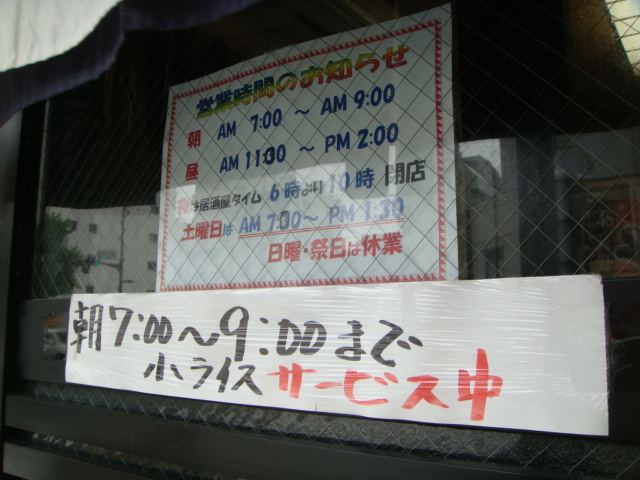 営業時間のお知らせ
朝 AM 7:00 ～ AM 9:00
昼 AM 11:30 ～ PM 2:00
居酒屋タイム 6時より10時 閉店
土曜日は AM 7:00～ PM 1:30
日曜・祭日は休業
朝7:00～9:00まで
小ライスサービス中